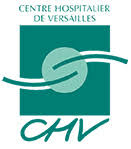 CENTRE HOSPITALIER
DE VERSAILLES
CHV